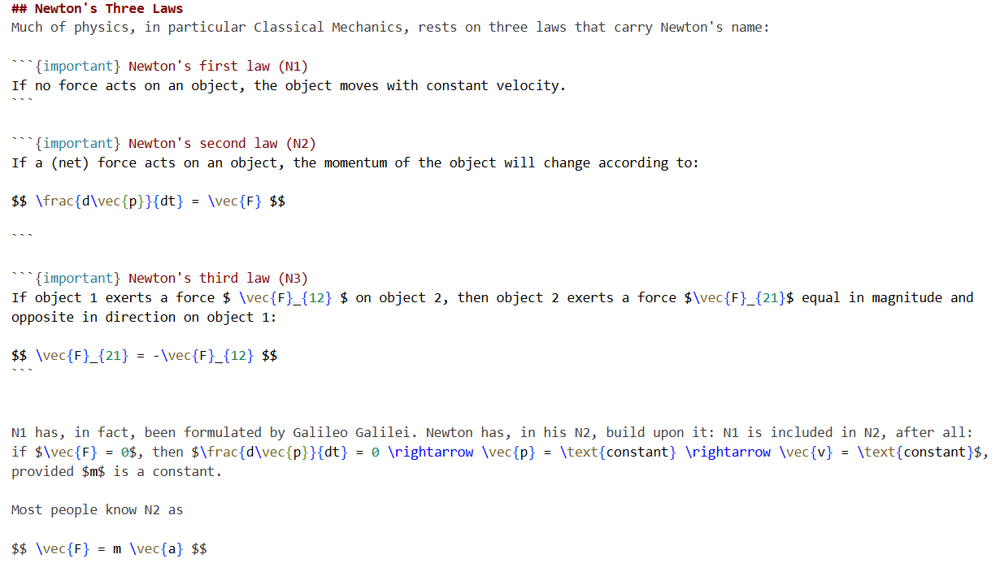 ## Newton's Three Laws
Much of physics, in particular Classical Mechanics, rests on three laws that carry Newton's name:
```{important} Newton's first law (N1)
If no force acts on an object, the object moves with constant velocity.
```
```{important} Newton's second law (N2)
If a (net) force acts on an object, the momentum of the object will change according to:
$$ \frac{d\vec{p}}{dt} = \vec{F} $$
```
```{important} Newton's third law (N3)
If object 1 exerts a force $ \vec{F}_{12} $ on object 2, then object 2 exerts a force $\vec{F}_{21}$ equal in magnitude and
opposite in direction on object 1:
$$ \vec{F}_{21} = -\vec{F}_{12} $$
```
N1 has, in fact, been formulated by Galileo Galilei. Newton has, in his N2, build upon it: N1 is included in N2, after all:
if $\vec{F} = 0$, then $\frac{d\vec{p}}{dt} = 0 \rightarrow \vec{p} = \text{constant} \rightarrow \vec{v} = \text{constant}$,
provided $m$ is a constant.
Most people know N2 as
$$ \vec{F} = m \vec{a} $$